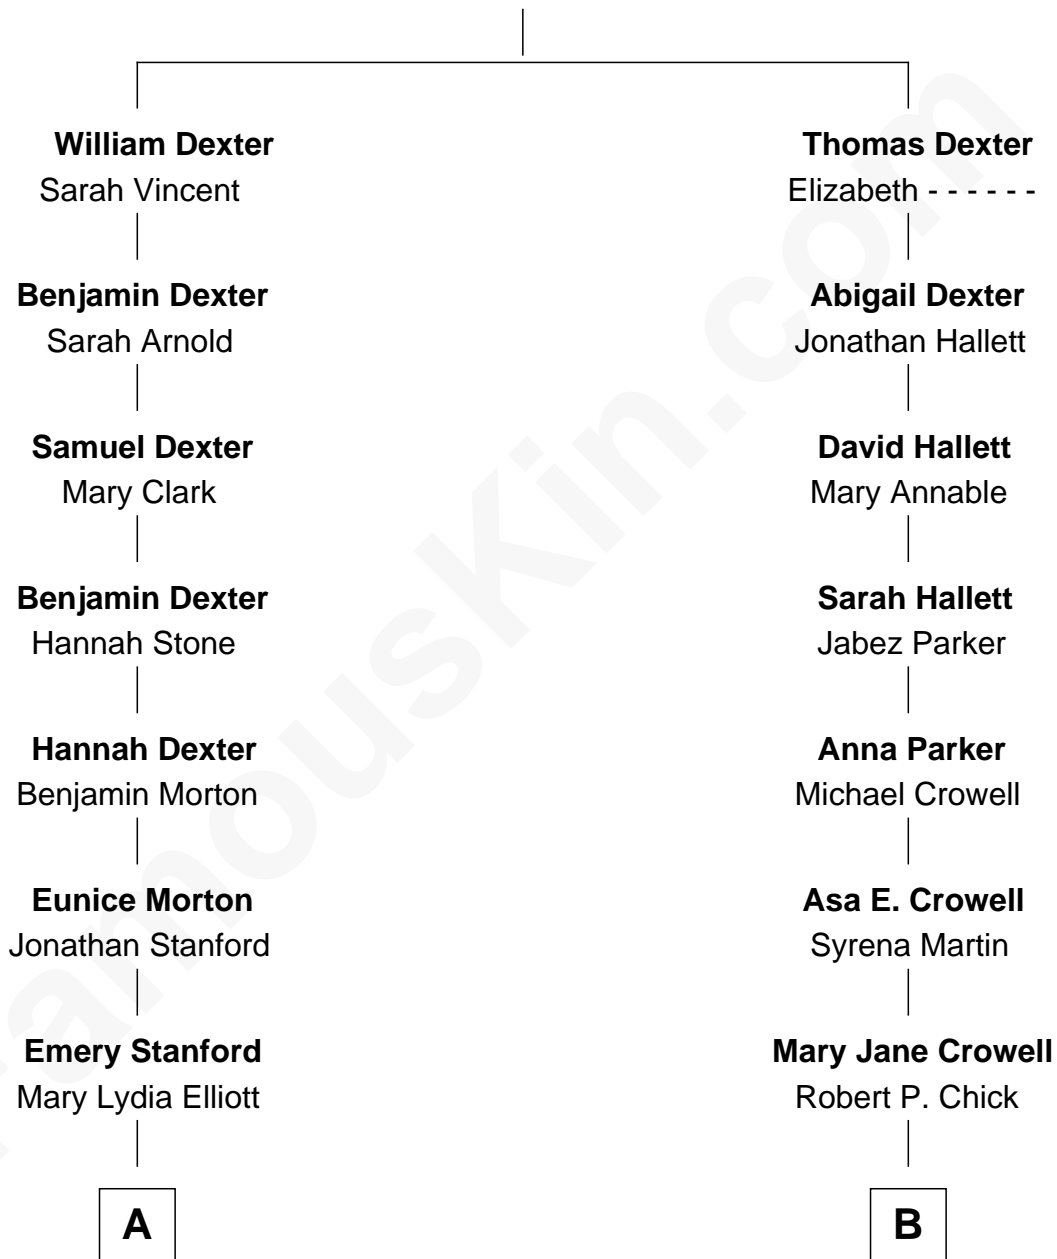 William Dexter
Sarah Vincent
Thomas Dexter
Elizabeth - - - - - -
Benjamin Dexter
Sarah Arnold
Abigail Dexter
Jonathan Hallett
Samuel Dexter
Mary Clark
David Hallett
Mary Annable
Benjamin Dexter
Hannah Stone
Sarah Hallett
Jabez Parker
Hannah Dexter
Benjamin Morton
Anna Parker
Michael Crowell
Eunice Morton
Jonathan Stanford
Asa E. Crowell
Syrena Martin
Emery Stanford
Mary Lydia Elliott
Mary Jane Crowell
Robert P. Chick
A
B
FamousKin.com